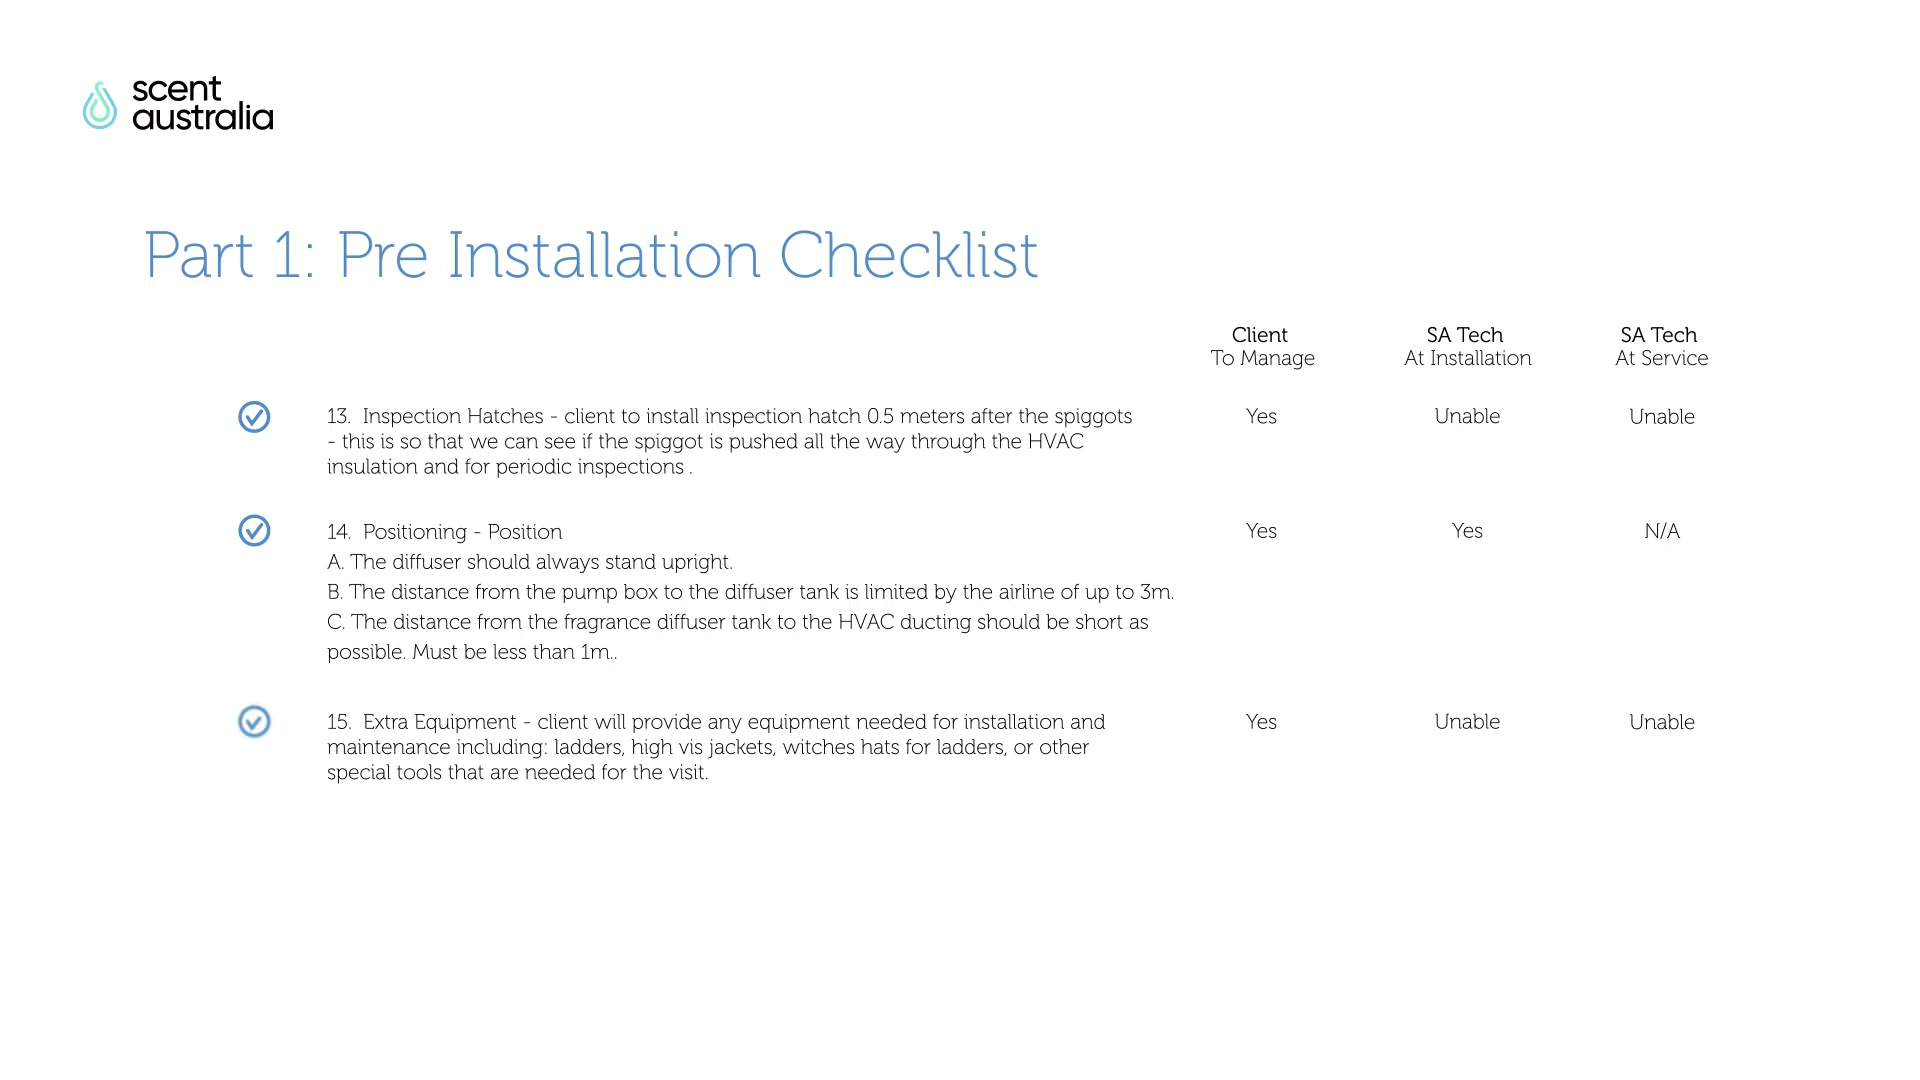 scent
australia
Part 1: Pre Installation Checklist
Client SA Tech SA Tech
To Manage At Installation At Service
13. Inspection Hatches - client to install inspection hatch 0.5 meters after the spiggots Yes Unable Unable
- this is so that we can see if the spiggot is pushed all the way through the HVAC
insulation and for periodic inspections .
14. Positioning - Position Yes Yes N/A
A. The diffuser should always stand upright.
B. The distance from the pump box to the diffuser tank is limited by the airline of up to 3m.
C. The distance from the fragrance diffuser tank to the HVAC ducting should be short as
possible. Must be less than 1m..
15. Extra Equipment - client will provide any equipment needed for installation and Yes Unable Unable
maintenance including: ladders, high vis jackets, witches hats for ladders, or other
special tools that are needed for the visit.